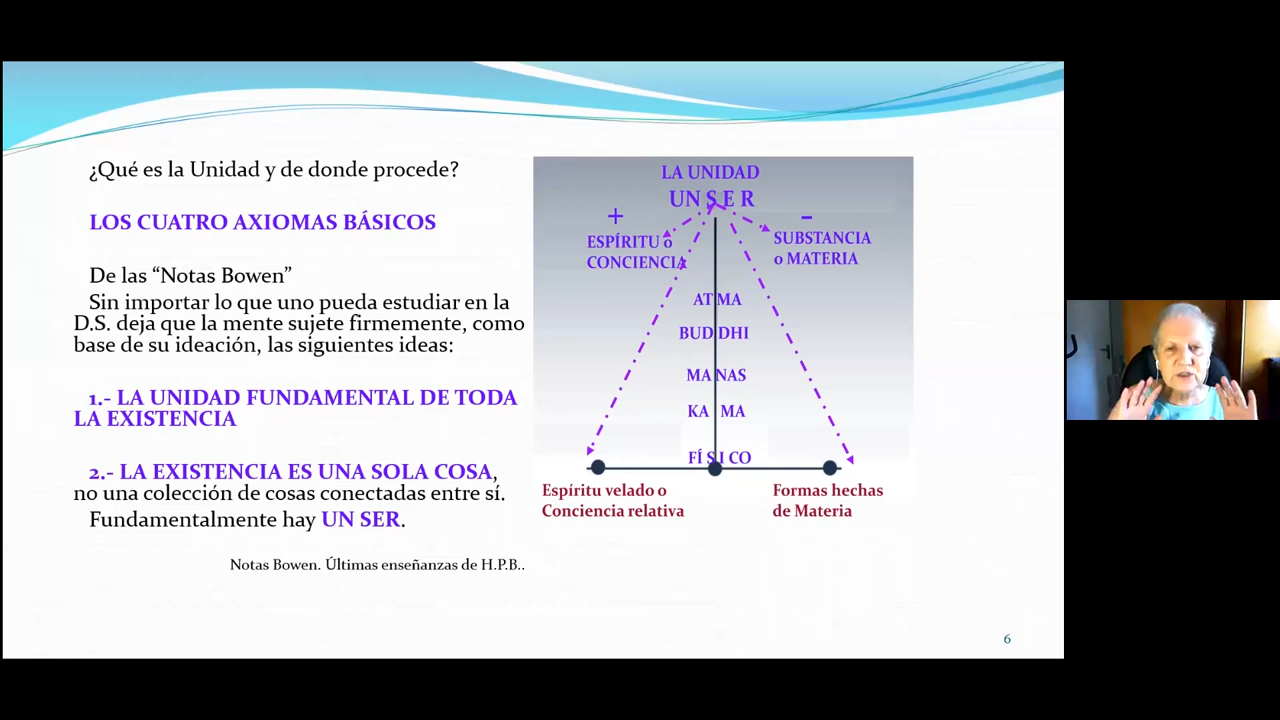 ¿Qué es la Unidad y de donde procede?
LOS CUATRO AXIOMAS BÁSICOS
De las “Notas Bowen”
Sin importar lo que uno pueda estudiar en la
D.S. deja que la mente sujete firmemente, como
base de su ideación, las siguientes ideas:
1.- LA UNIDAD FUNDAMENTAL DE TODA
LA EXISTENCIA
2.- LA EXISTENCIA ES UNA SOLA COSA,
no una colección de cosas conectadas entre sí.
Fundamentalmente hay UN SER.
Notas Bowen. Últimas enseñanzas de H.P.B..
LA UNIDAD
UN S E R
+
–
ESPÍRITU o
CONCIENCIA
SUBSTANCIA
o MATERIA
ATMA
BUDDHI
MANAS
KA MA
FÍ S I CO
Espíritu velado o
Conciencia relativa
Formas hechas
de Materia
6